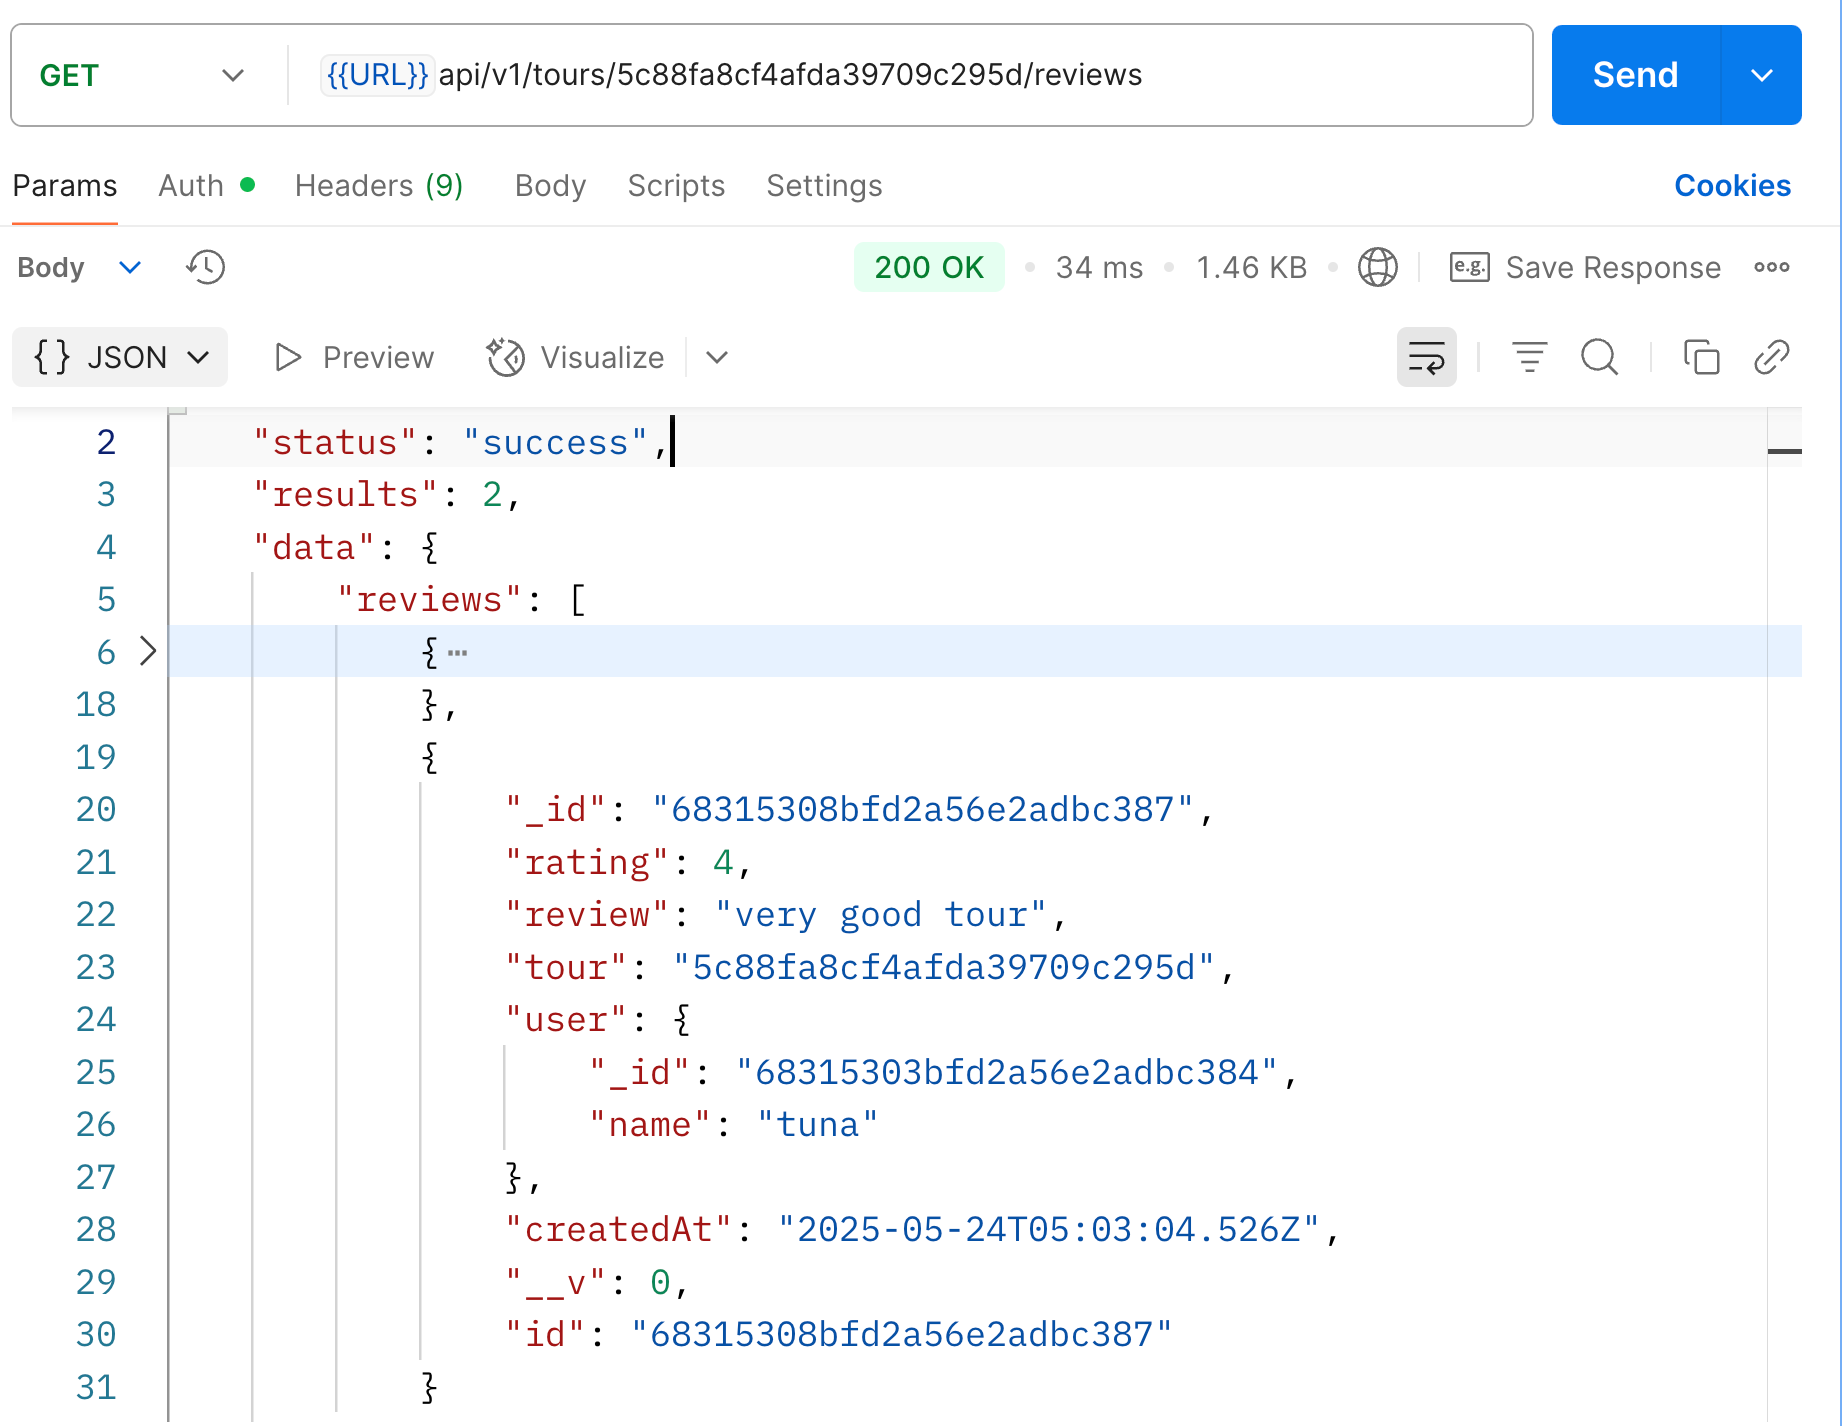 GET {{URL}} api/v1/tours/5c88fa8cf4afda39709c295d/reviews Send
Params Auth Headers (9) Body Scripts Settings Cookies
Body 200 OK 34 ms 1.46 KB e.g. Save Response
{} JSON Preview Visualize
2 "status": "success",
3 "results": 2,
4 "data": {
5 "reviews": [
6 { ⋯
18 },
19 {
20 "_id": "68315308bfd2a56e2adbc387",
21 "rating": 4,
22 "review": "very good tour",
23 "tour": "5c88fa8cf4afda39709c295d",
24 "user": {
25 "_id": "68315303bfd2a56e2adbc384",
26 "name": "tuna"
27 },
28 "createdAt": "2025-05-24T05:03:04.526Z",
29 "__v": 0,
30 "id": "68315308bfd2a56e2adbc387"
31 }